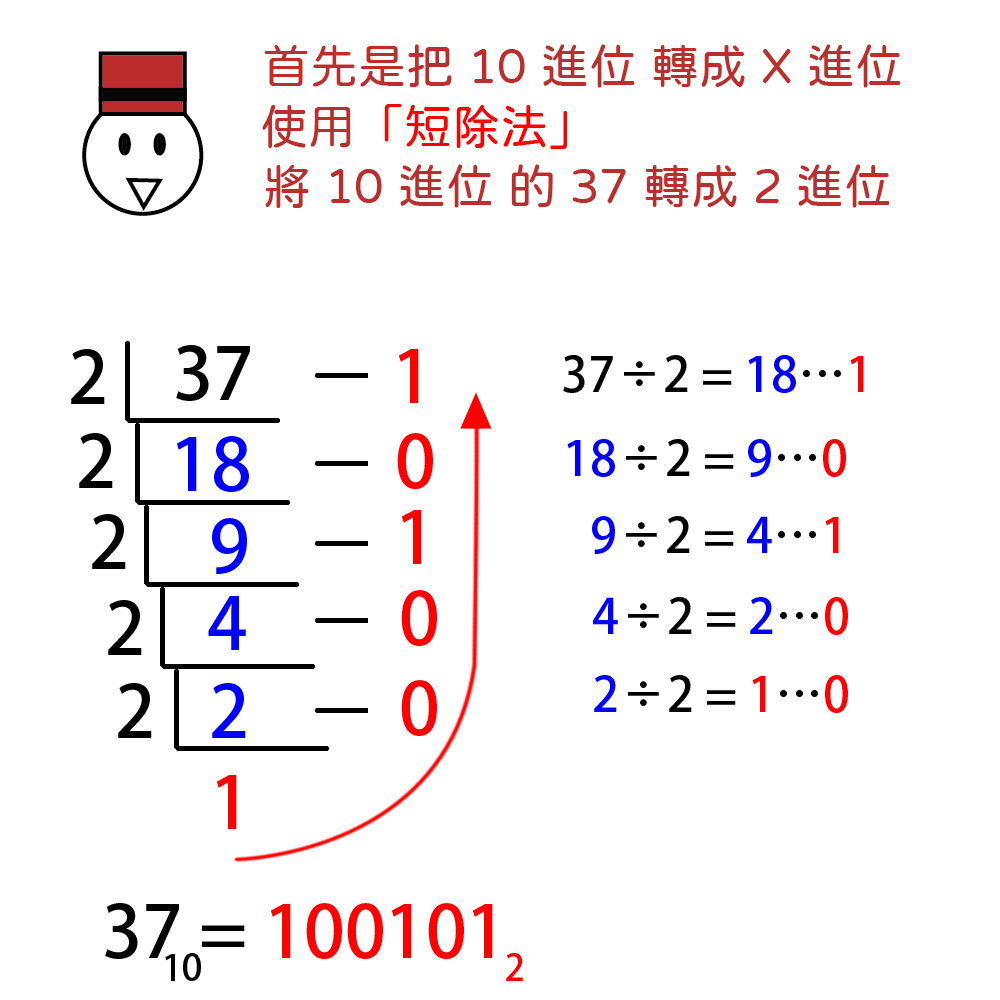 首先是把 10 進位 轉成 X 進位
使用「短除法」
將 10 進位 的 37 轉成 2 進位
2 37 — 1
2 18 — 0
2 9 — 1
2 4 — 0
2 2 — 0
1
37÷2=18…1
18÷2=9…0
9÷2=4…1
4÷2=2…0
2÷2=1…0
37₁₀=100101₂